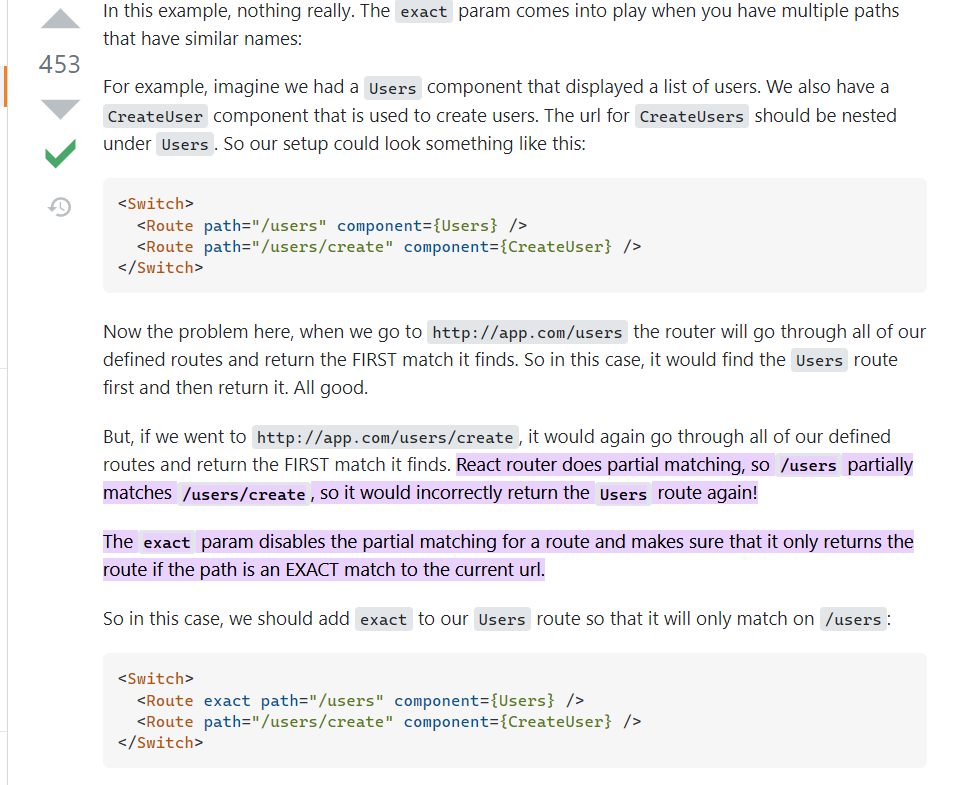 In this example, nothing really. The exact param comes into play when you have multiple paths
that have similar names:
453
For example, imagine we had a Users component that displayed a list of users. We also have a
CreateUser component that is used to create users. The url for CreateUsers should be nested
under Users. So our setup could look something like this:
<Switch>
  <Route path="/users" component={Users} />
  <Route path="/users/create" component={CreateUser} />
</Switch>
Now the problem here, when we go to http://app.com/users the router will go through all of our
defined routes and return the FIRST match it finds. So in this case, it would find the Users route
first and then return it. All good.
But, if we went to http://app.com/users/create, it would again go through all of our defined
routes and return the FIRST match it finds. React router does partial matching, so /users partially
matches /users/create, so it would incorrectly return the Users route again!
The exact param disables the partial matching for a route and makes sure that it only returns the
route if the path is an EXACT match to the current url.
So in this case, we should add exact to our Users route so that it will only match on /users:
<Switch>
  <Route exact path="/users" component={Users} />
  <Route path="/users/create" component={CreateUser} />
</Switch>